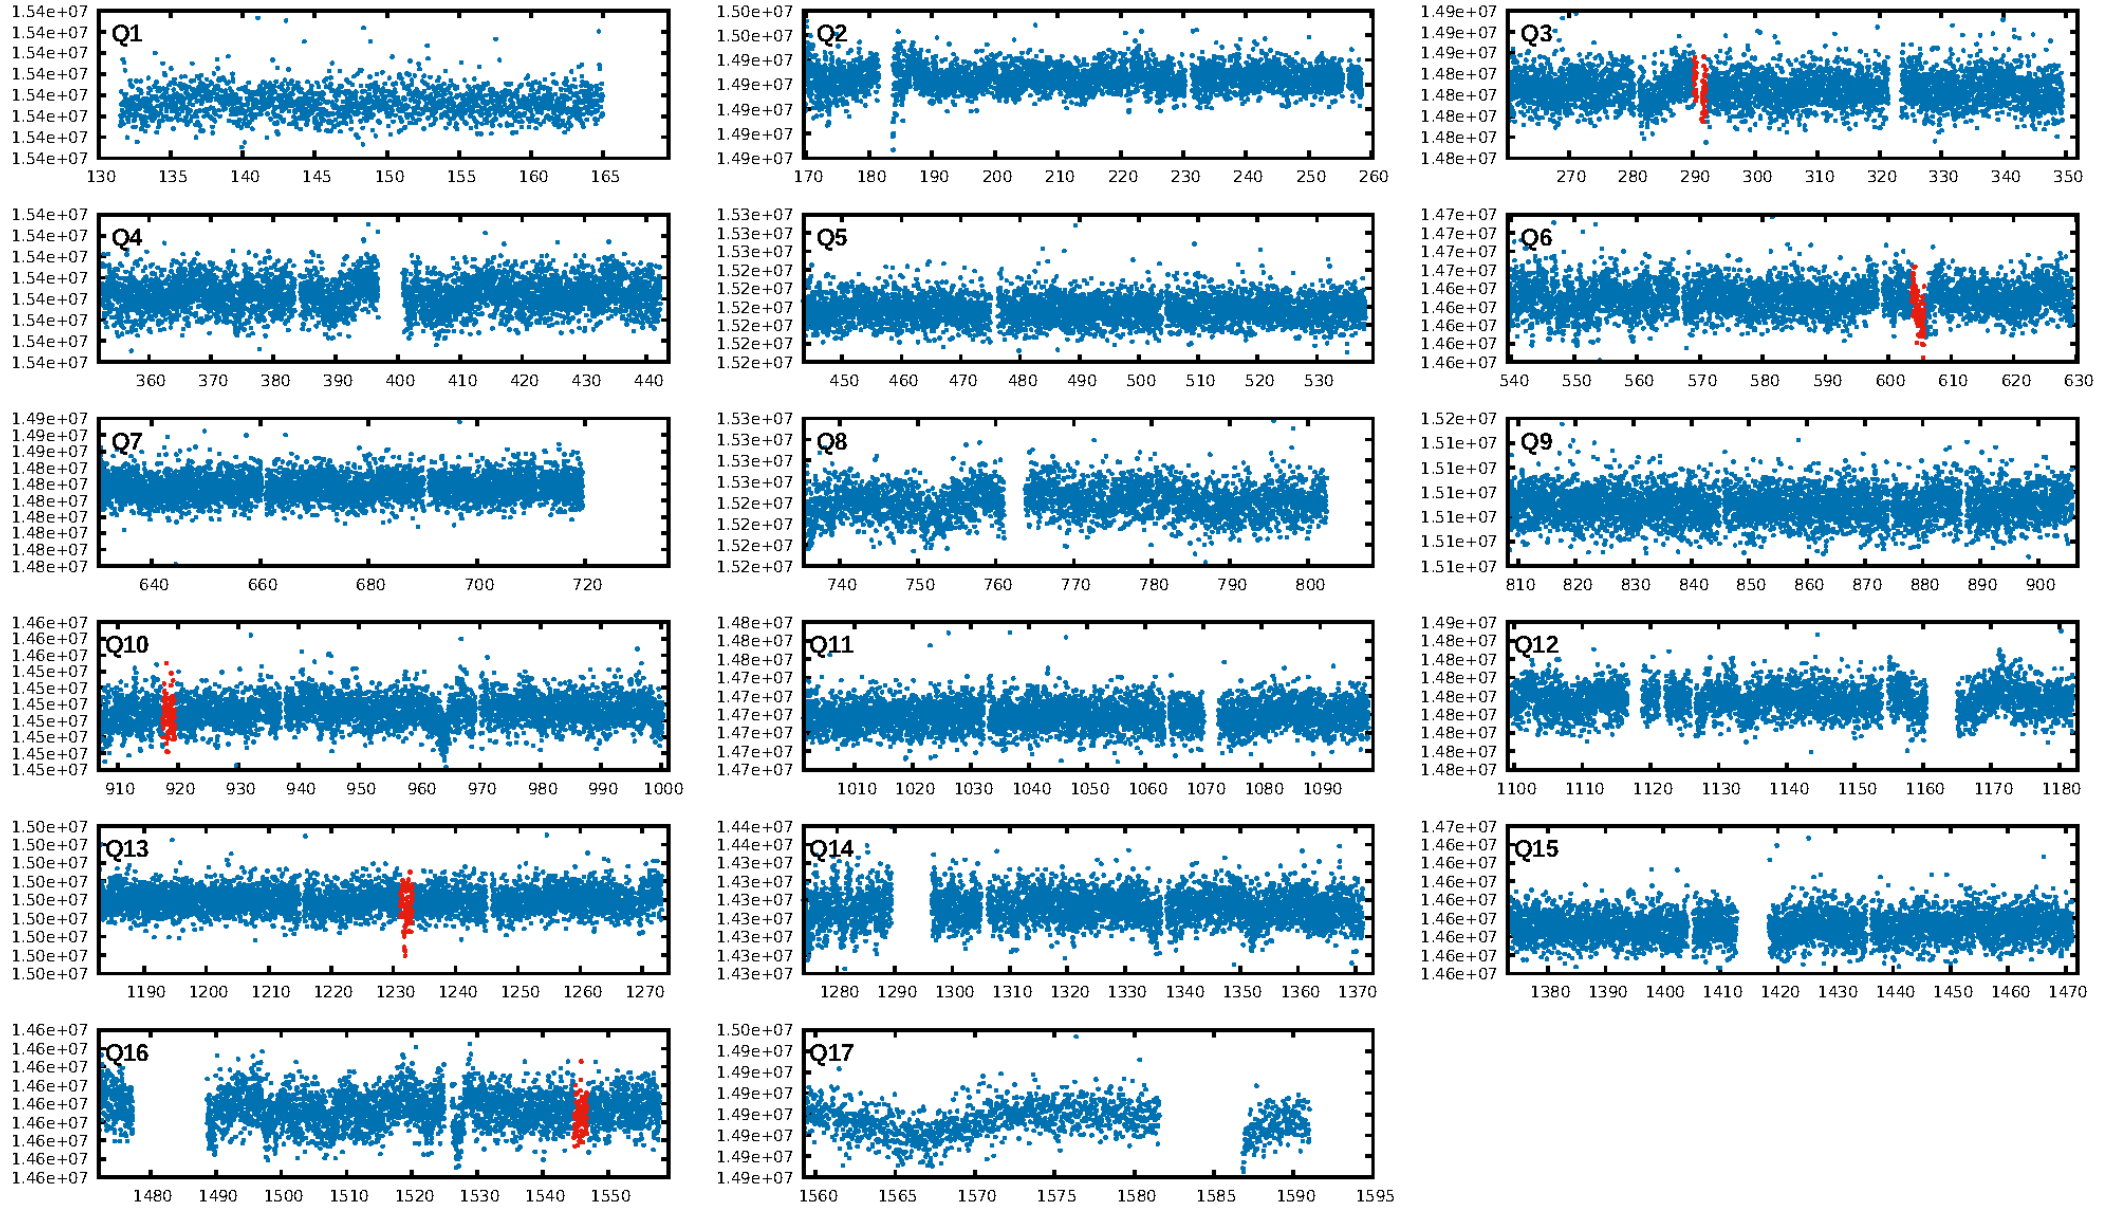 Q1
1.54e+07
1.54e+07
1.54e+07
1.54e+07
1.54e+07
1.54e+07
1.54e+07
1.54e+07
130 135 140 145 150 155 160 165
Q2
1.50e+07
1.50e+07
1.49e+07
1.49e+07
1.49e+07
1.49e+07
1.49e+07
170 180 190 200 210 220 230 240 250 260
Q3
1.49e+07
1.49e+07
1.49e+07
1.48e+07
1.48e+07
1.48e+07
1.48e+07
1.48e+07
270 280 290 300 310 320 330 340 350
Q4
1.54e+07
1.54e+07
1.54e+07
1.54e+07
1.54e+07
1.54e+07
1.54e+07
1.54e+07
360 370 380 390 400 410 420 430 440
Q5
1.53e+07
1.53e+07
1.53e+07
1.52e+07
1.52e+07
1.52e+07
1.52e+07
1.52e+07
1.52e+07
450 460 470 480 490 500 510 520 530
Q6
1.47e+07
1.47e+07
1.47e+07
1.47e+07
1.46e+07
1.46e+07
1.46e+07
1.46e+07
1.46e+07
540 550 560 570 580 590 600 610 620 630
Q7
1.49e+07
1.49e+07
1.49e+07
1.48e+07
1.48e+07
1.48e+07
1.48e+07
1.48e+07
1.48e+07
1.48e+07
640 660 680 700 720
Q8
1.53e+07
1.53e+07
1.53e+07
1.53e+07
1.52e+07
1.52e+07
1.52e+07
1.52e+07
740 750 760 770 780 790 800
Q9
1.52e+07
1.51e+07
1.51e+07
1.51e+07
1.51e+07
1.51e+07
1.51e+07
810 820 830 840 850 860 870 880 890 900
Q10
1.46e+07
1.46e+07
1.46e+07
1.45e+07
1.45e+07
1.45e+07
1.45e+07
1.45e+07
1.45e+07
1.45e+07
910 920 930 940 950 960 970 980 990 1000
Q11
1.48e+07
1.48e+07
1.48e+07
1.47e+07
1.47e+07
1.47e+07
1.47e+07
1.47e+07
1.47e+07
1010 1020 1030 1040 1050 1060 1070 1080 1090
Q12
1.49e+07
1.48e+07
1.48e+07
1.48e+07
1.48e+07
1.48e+07
1.48e+07
1.48e+07
1.48e+07
1100 1110 1120 1130 1140 1150 1160 1170 1180
Q13
1.50e+07
1.50e+07
1.50e+07
1.50e+07
1.50e+07
1.50e+07
1.50e+07
1.50e+07
1.50e+07
1190 1200 1210 1220 1230 1240 1250 1260 1270
Q14
1.44e+07
1.44e+07
1.43e+07
1.43e+07
1.43e+07
1.43e+07
1.43e+07
1.43e+07
1.43e+07
1280 1290 1300 1310 1320 1330 1340 1350 1360 1370
Q15
1.47e+07
1.46e+07
1.46e+07
1.46e+07
1.46e+07
1.46e+07
1.46e+07
1.46e+07
1.46e+07
1380 1390 1400 1410 1420 1430 1440 1450 1460 1470
Q16
1.46e+07
1.46e+07
1.46e+07
1.46e+07
1.46e+07
1.46e+07
1.46e+07
1.46e+07
1.46e+07
1480 1490 1500 1510 1520 1530 1540 1550
Q17
1.50e+07
1.49e+07
1.49e+07
1.49e+07
1.49e+07
1.49e+07
1.49e+07
1.49e+07
1560 1565 1570 1575 1580 1585 1590 1595